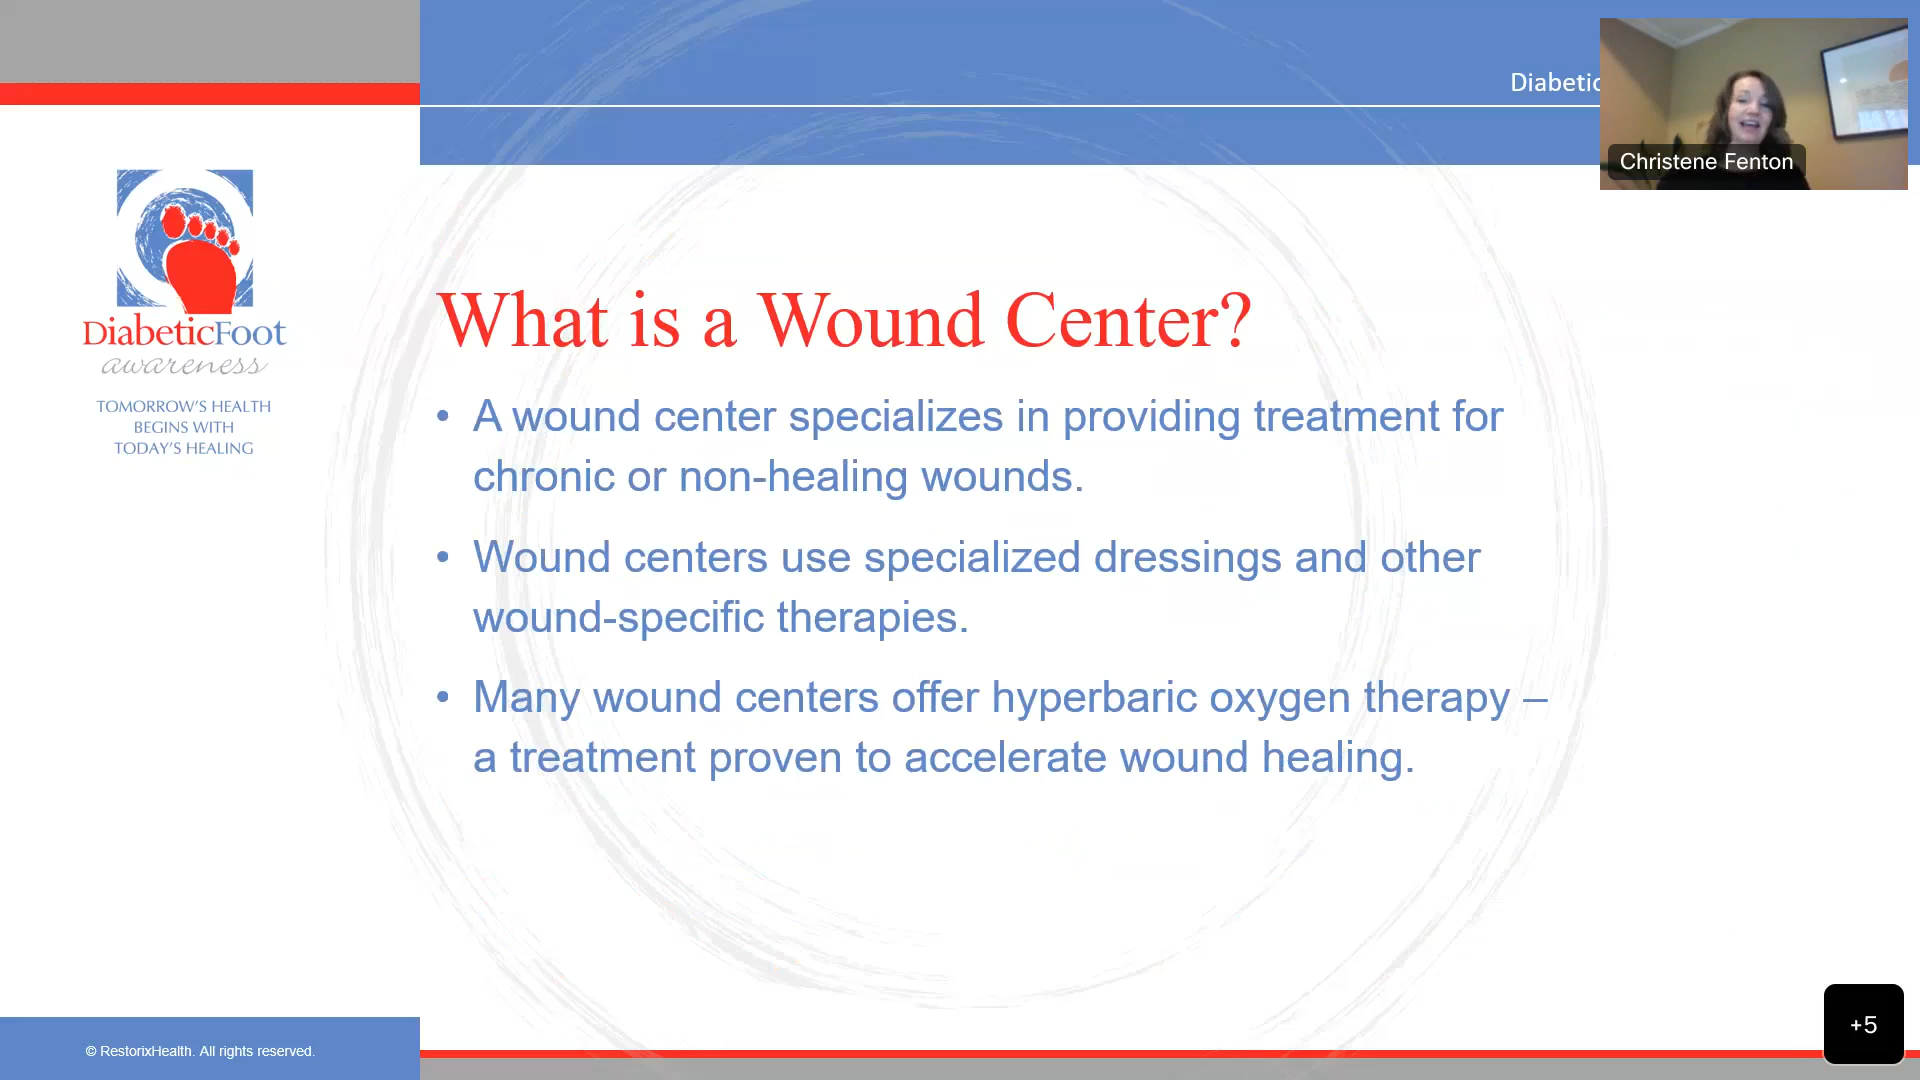 Diabetic
Christene Fenton
DiabeticFoot
awareness
TOMORROW'S HEALTH
BEGINS WITH
TODAY'S HEALING
What is a Wound Center?
• A wound center specializes in providing treatment for
chronic or non-healing wounds.
• Wound centers use specialized dressings and other
wound-specific therapies.
• Many wound centers offer hyperbaric oxygen therapy –
a treatment proven to accelerate wound healing.
+5
© RestorixHealth. All rights reserved.